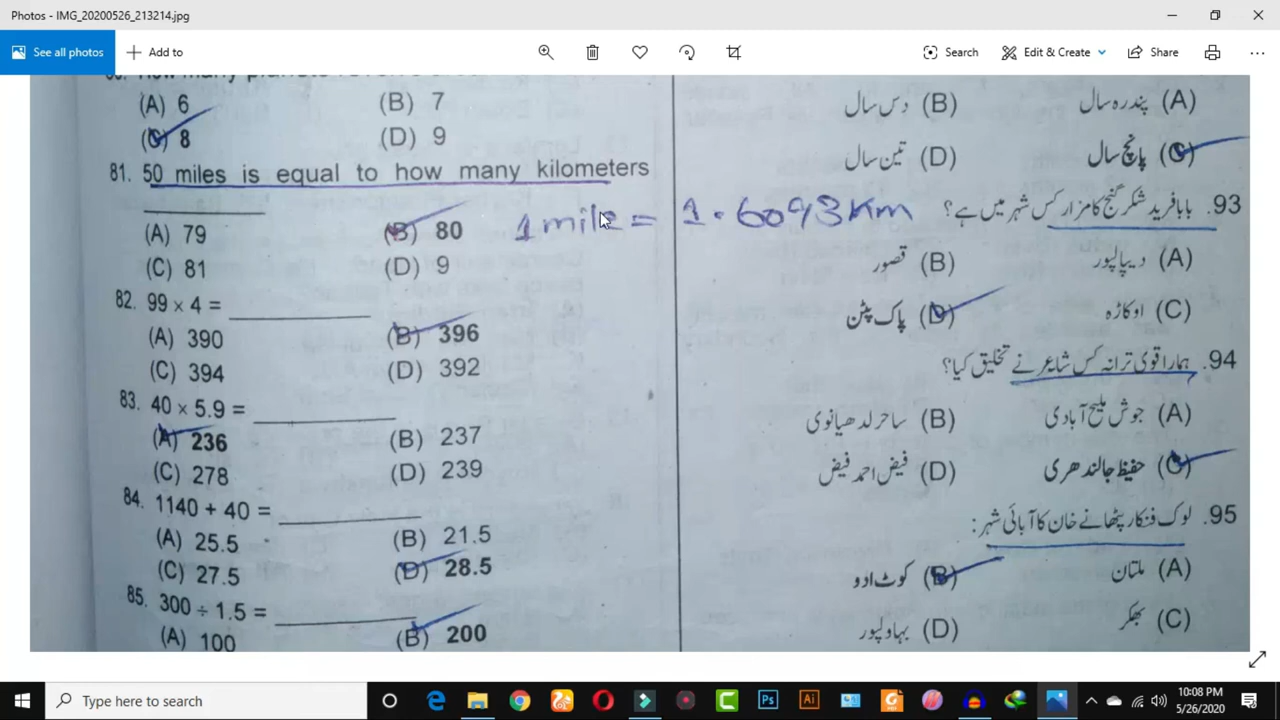 Photos - IMG_20200526_213214.jpg
See all photos
Add to
Search
Edit & Create
Share
(A) 6
(B) 7
(C) 8
(D) 9
81. 50 miles is equal to how many kilometers
1 mile = 1.6093 Km
(A) 79
(B) 80
(C) 81
(D) 9
82. 99 × 4 =
(A) 390
(B) 396
(C) 394
(D) 392
83. 40 × 5.9 =
(A) 236
(B) 237
(C) 278
(D) 239
84. 1140 + 40 =
(A) 25.5
(B) 21.5
(C) 27.5
(D) 28.5
85. 300 ÷ 1.5 =
(A) 100
(B) 200
(A) پندرہ سال
(B) دس سال
(C) پانچ سال
(D) تین سال
93. بابا فرید شکر گنج کا مزار کس شہر میں ہے؟
(A) دیپالپور
(B) قصور
(C) اوکاڑہ
(D) پاک پتن
94. ہمارا قومی ترانہ کس شاعر نے تخلیق کیا؟
(A) جوش ملیح آبادی
(B) ساحر لدھیانوی
(C) حفیظ جالندھری
(D) فیض احمد فیض
95. لوک فنکار پٹھانے خان کا آبائی شہر:
(A) ملتان
(B) کوٹ ادو
(C) بھکر
(D) بہاولپور
Type here to search
10:08 PM
5/26/2020